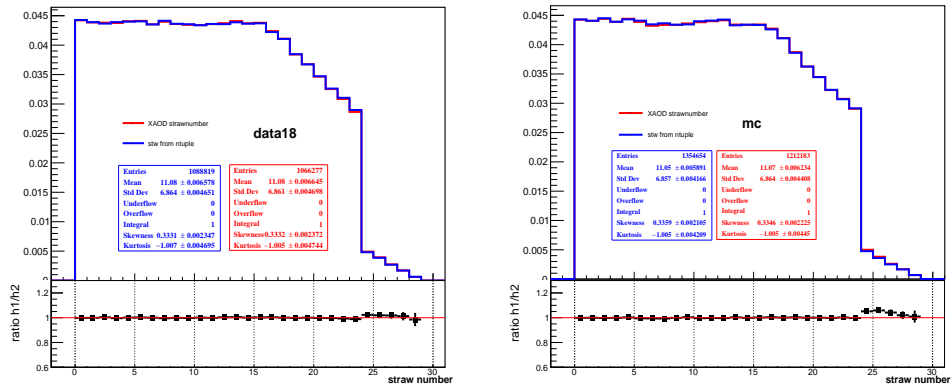 0.045
0.04
0.035
0.03
0.025
0.02
0.015
0.01
0.005
0
XAOD strawnumber
stw from ntuple
data18
Entries 1088819
Mean 11.08 ± 0.006578
Std Dev 6.864 ± 0.004651
Underflow 0
Overflow 0
Integral 1
Skewness 0.3331 ± 0.002347
Kurtosis −1.007 ± 0.004695
Entries 1066277
Mean 11.08 ± 0.006645
Std Dev 6.861 ± 0.004698
Underflow 0
Overflow 0
Integral 1
Skewness 0.3332 ± 0.002372
Kurtosis −1.005 ± 0.004744
ratio h1/h2
1.2
1
0.8
0.6
0 5 10 15 20 25 30
straw number
0.045
0.04
0.035
0.03
0.025
0.02
0.015
0.01
0.005
0
XAOD strawnumber
stw from ntuple
mc
Entries 1354654
Mean 11.05 ± 0.005891
Std Dev 6.857 ± 0.004166
Underflow 0
Overflow 0
Integral 1
Skewness 0.3359 ± 0.002105
Kurtosis −1.005 ± 0.004209
Entries 1212183
Mean 11.07 ± 0.006234
Std Dev 6.864 ± 0.004408
Underflow 0
Overflow 0
Integral 1
Skewness 0.3346 ± 0.002225
Kurtosis −1.005 ± 0.00445
ratio h1/h2
1.2
1
0.8
0.6
0 5 10 15 20 25 30
straw number